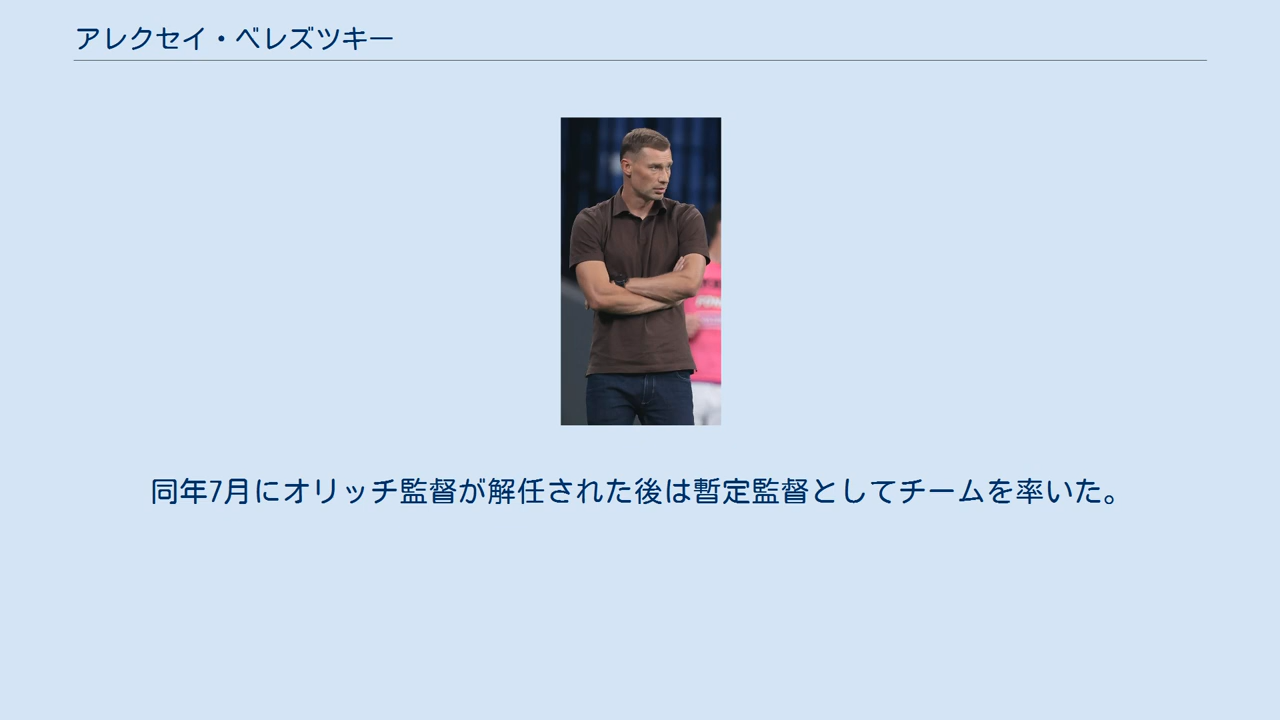 アレクセイ・ベレズツキー
同年7月にオリッチ監督が解任された後は暫定監督としてチームを率いた。